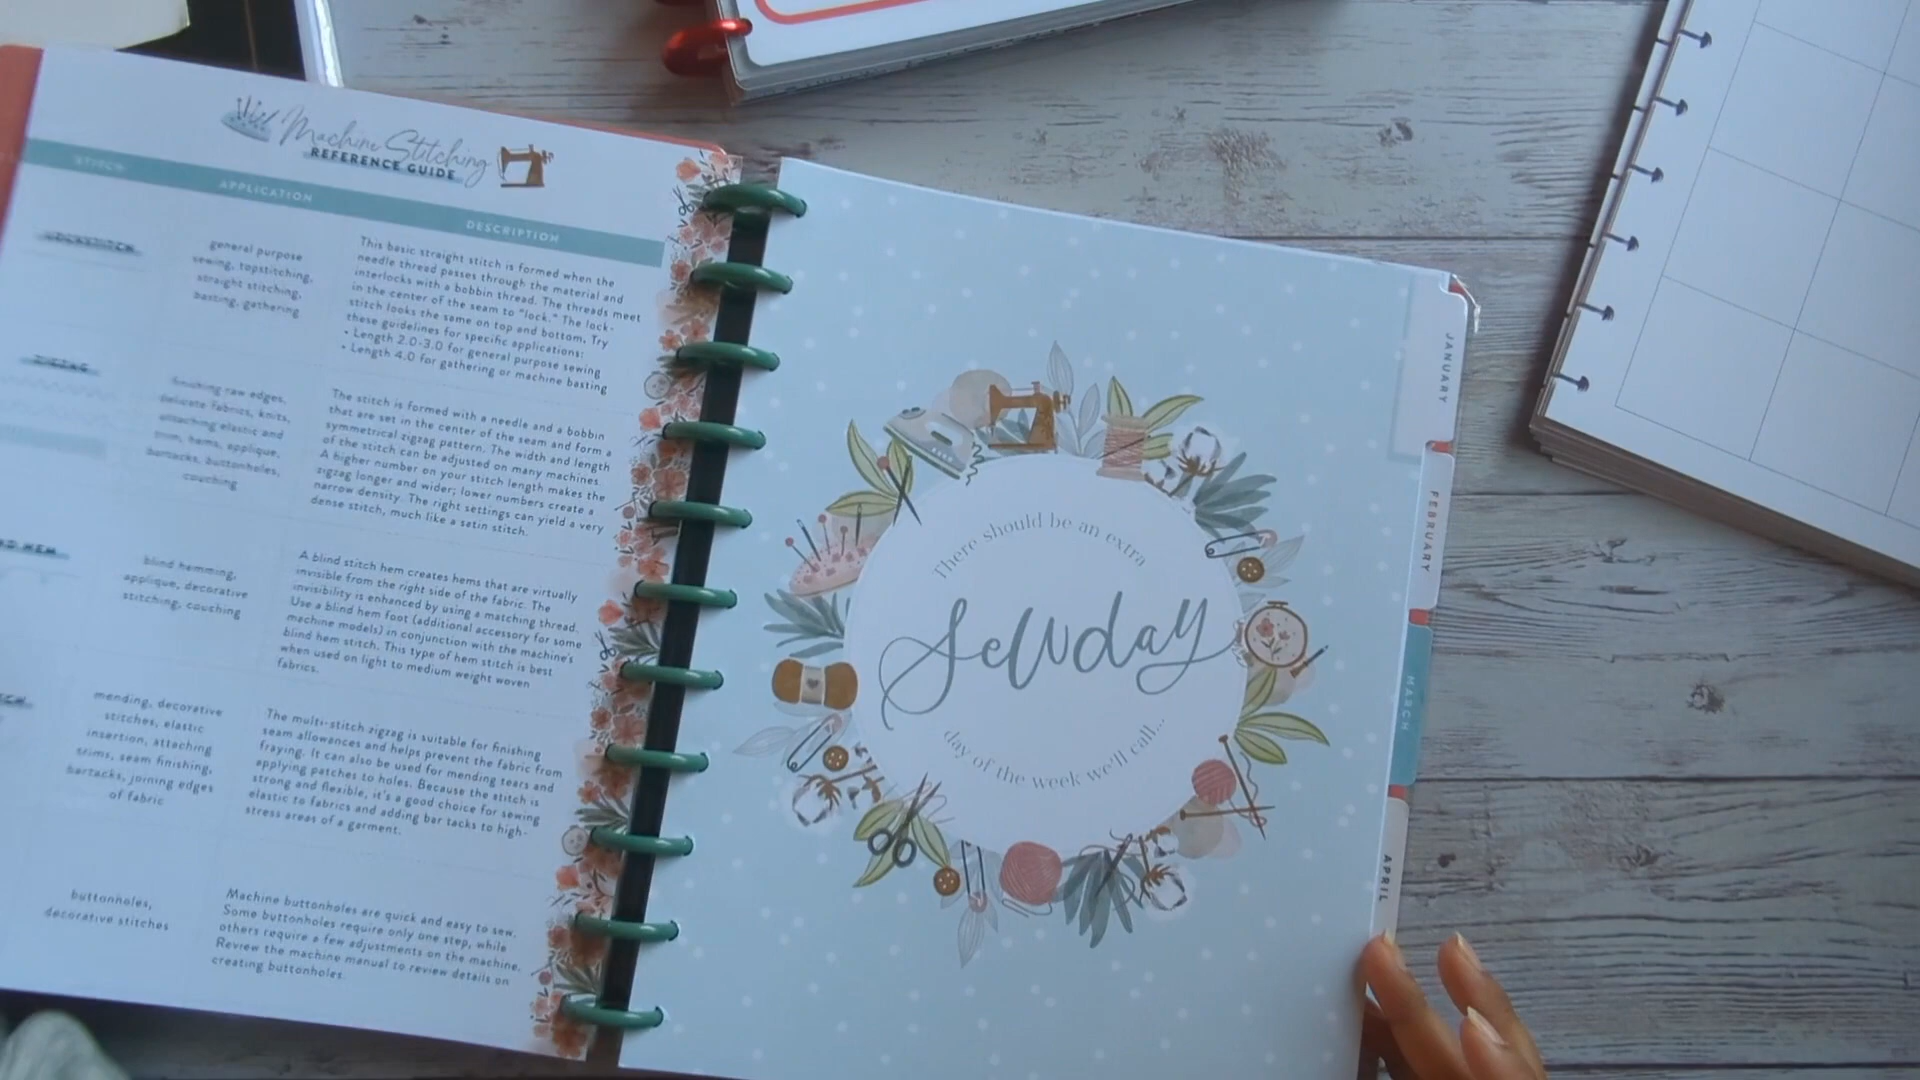 Machine Stitching
REFERENCE GUIDE
STITCH
APPLICATION
DESCRIPTION
LOCKSTITCH
general purpose
sewing, topstitching,
straight stitching,
basting, gathering
This basic straight stitch is formed when the
needle thread passes through the material and
interlocks with a bobbin thread. The threads meet
in the center of the seam to "lock." The lock-
stitch looks the same on top and bottom. Try
these guidelines for specific applications:
• Length 2.0-3.0 for general purpose sewing
• Length 4.0 for gathering or machine basting
ZIGZAG
finishing raw edges,
delicate fabrics, knits,
attaching elastic and
trim, hems, applique,
bartacks, buttonholes,
couching
The stitch is formed with a needle and a bobbin
that are set in the center of the seam and form a
symmetrical zigzag pattern. The width and length
of the stitch can be adjusted on many machines.
A higher number on your stitch length makes the
zigzag longer and wider; lower numbers create a
narrow density. The right settings can yield a very
dense stitch, much like a satin stitch.
HEM
blind hemming,
applique, decorative
stitching, couching
A blind stitch hem creates hems that are virtually
invisible from the right side of the fabric. The
invisibility is enhanced by using a matching thread.
Use a blind hem foot (additional accessory for some
machine models) in conjunction with the machine's
blind hem stitch. This type of hem stitch is best
when used on light to medium weight woven
fabrics.
mending, decorative
stitches, elastic
insertion, attaching
trims, seam finishing,
bartacks, joining edges
of fabric
The multi-stitch zigzag is suitable for finishing
seam allowances and helps prevent the fabric from
fraying. It can also be used for mending tears and
applying patches to holes. Because the stitch is
strong and flexible, it's a good choice for sewing
elastic to fabrics and adding bar tacks to high-
stress areas of a garment.
buttonholes,
decorative stitches
Machine buttonholes are quick and easy to sew.
Some buttonholes require only one step, while
others require a few adjustments on the machine.
Review the machine manual to review details on
creating buttonholes.
There should be an extra
day of the week we'll call...
Sewday
JANUARY
FEBRUARY
MARCH
APRIL